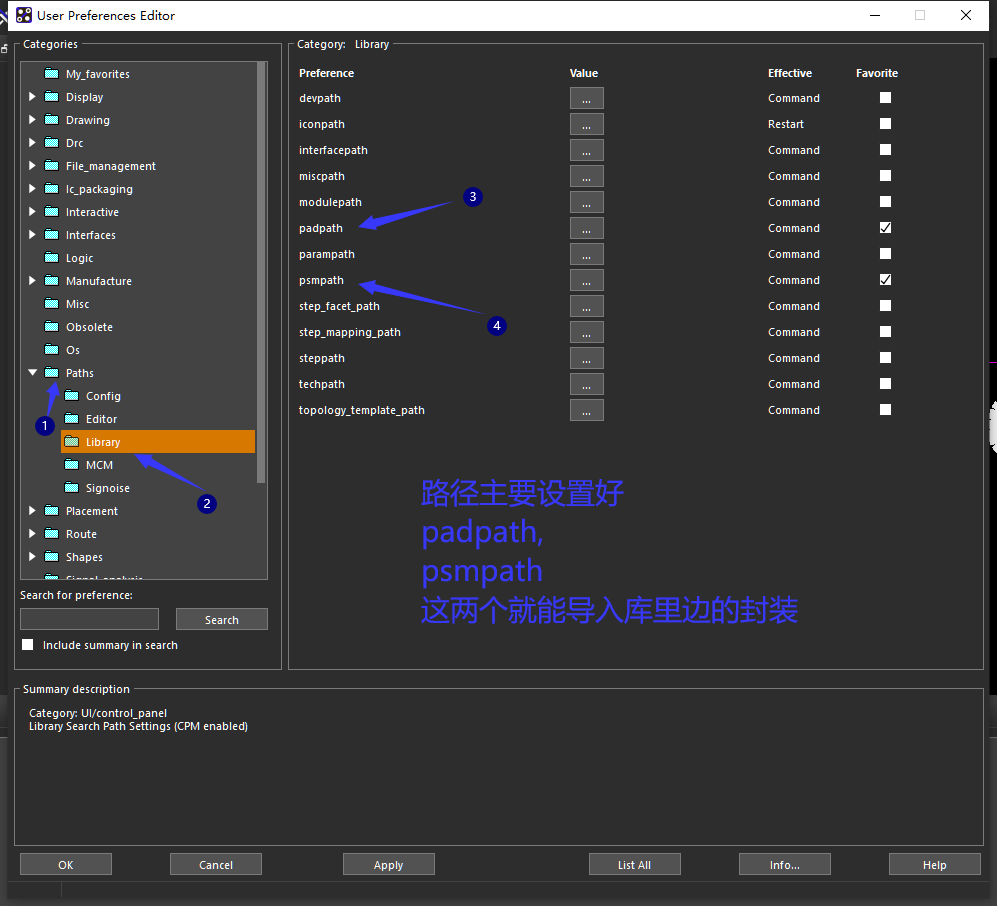 User Preferences Editor
Categories
My_favorites
Display
Drawing
Drc
File_management
Ic_packaging
Interactive
Interfaces
Logic
Manufacture
Misc
Obsolete
Os
Paths
1
Config
Editor
Library
MCM
2
Signoise
Placement
Route
Shapes
Signal_analysis
Search for preference:
Search
Include summary in search
Category: Library
Preference Value Effective Favorite
devpath ... Command
iconpath ... Restart
interfacepath ... Command
miscpath ... Command
3
modulepath ... Command
padpath ... Command
parampath ... Command
psmpath ... Command
step_facet_path ... Command
4
step_mapping_path ... Command
steppath ... Command
techpath ... Command
topology_template_path ... Command
路径主要设置好
padpath,
psmpath
这两个就能导入库里边的封装
Summary description
Category: UI/control_panel
Library Search Path Settings (CPM enabled)
OK Cancel Apply List All Info... Help